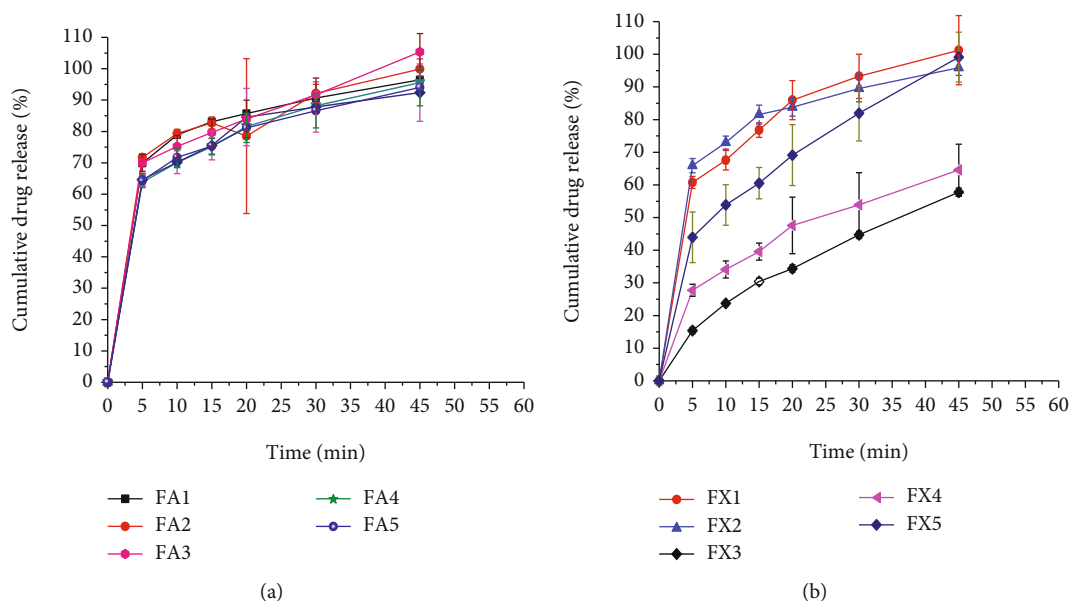 110
100
90
80
70
60
50
40
30
20
10
0
Cumulative drug release (%)
0 5 10 15 20 25 30 35 40 45 50 55 60
Time (min)
FA1 FA4
FA2 FA5
FA3
(a)
110
100
90
80
70
60
50
40
30
20
10
0
Cumulative drug release (%)
0 5 10 15 20 25 30 35 40 45 50 55 60
Time (min)
FX1 FX4
FX2 FX5
FX3
(b)